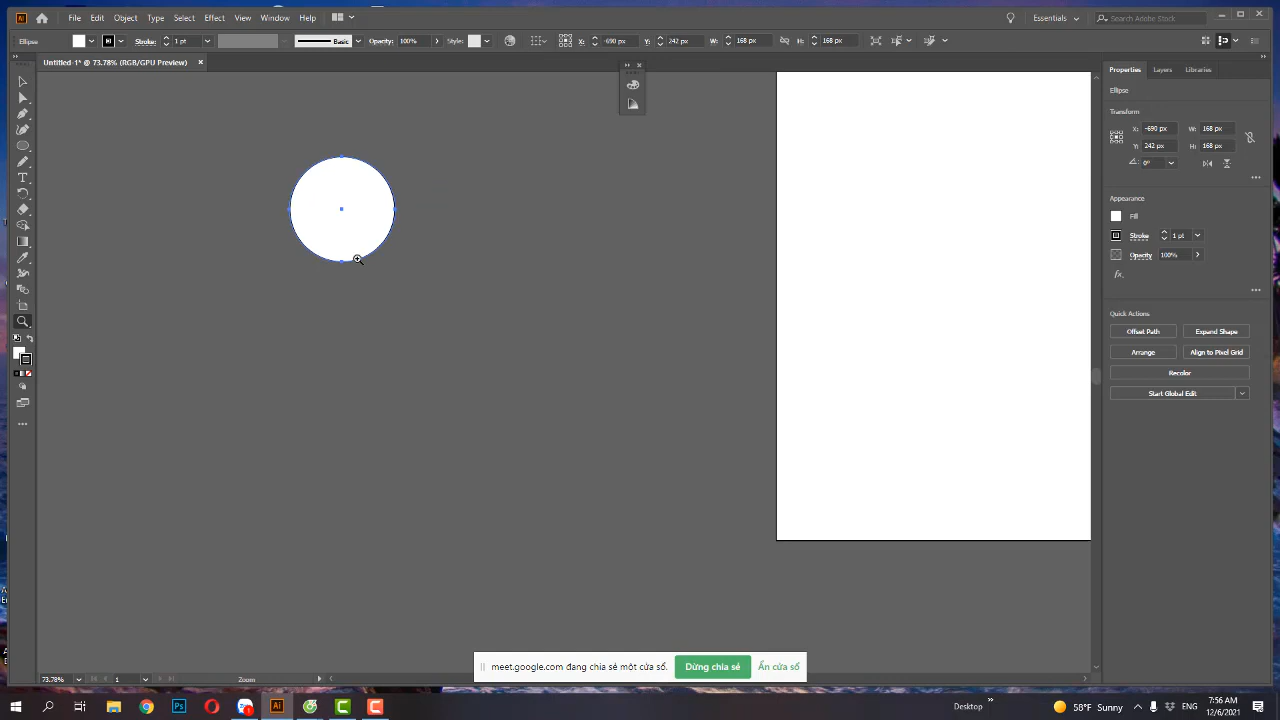 Ai File Edit Object Type Select Effect View Window Help Essentials Search Adobe Stock
Ellipse Stroke: 1 pt Basic Opacity: 100% Style: X: -690 px Y: 242 px W: 168 px H: 168 px
Untitled-1* @ 73.78% (RGB/GPU Preview)
Properties Layers Libraries
Ellipse
Transform
X: -690 px W: 168 px
Y: 242 px H: 168 px
0°
Appearance
Fill
Stroke 1 pt
Opacity 100%
fx.
Quick Actions
Offset Path Expand Shape
Arrange Align to Pixel Grid
Recolor
Start Global Edit
meet.google.com đang chia sẻ một cửa sổ. Dừng chia sẻ Ẩn cửa sổ
73.78% 1 Zoom
Ps Ai Desktop 58°F Sunny ENG 7:56 AM
12/6/2021